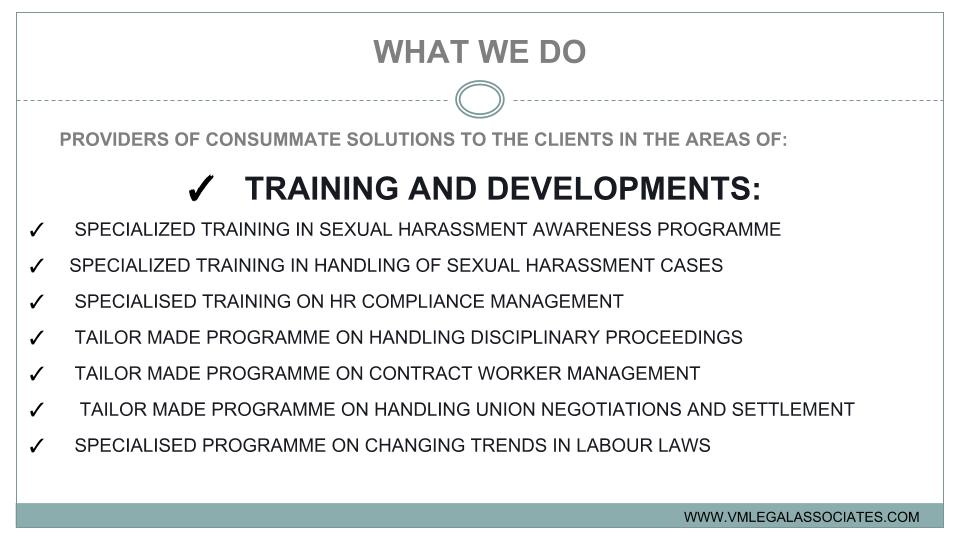 WHAT WE DO
PROVIDERS OF CONSUMMATE SOLUTIONS TO THE CLIENTS IN THE AREAS OF:
✓ TRAINING AND DEVELOPMENTS:
✓ SPECIALIZED TRAINING IN SEXUAL HARASSMENT AWARENESS PROGRAMME
✓ SPECIALIZED TRAINING IN HANDLING OF SEXUAL HARASSMENT CASES
✓ SPECIALISED TRAINING ON HR COMPLIANCE MANAGEMENT
✓ TAILOR MADE PROGRAMME ON HANDLING DISCIPLINARY PROCEEDINGS
✓ TAILOR MADE PROGRAMME ON CONTRACT WORKER MANAGEMENT
✓ TAILOR MADE PROGRAMME ON HANDLING UNION NEGOTIATIONS AND SETTLEMENT
✓ SPECIALISED PROGRAMME ON CHANGING TRENDS IN LABOUR LAWS
WWW.VMLEGALASSOCIATES.COM